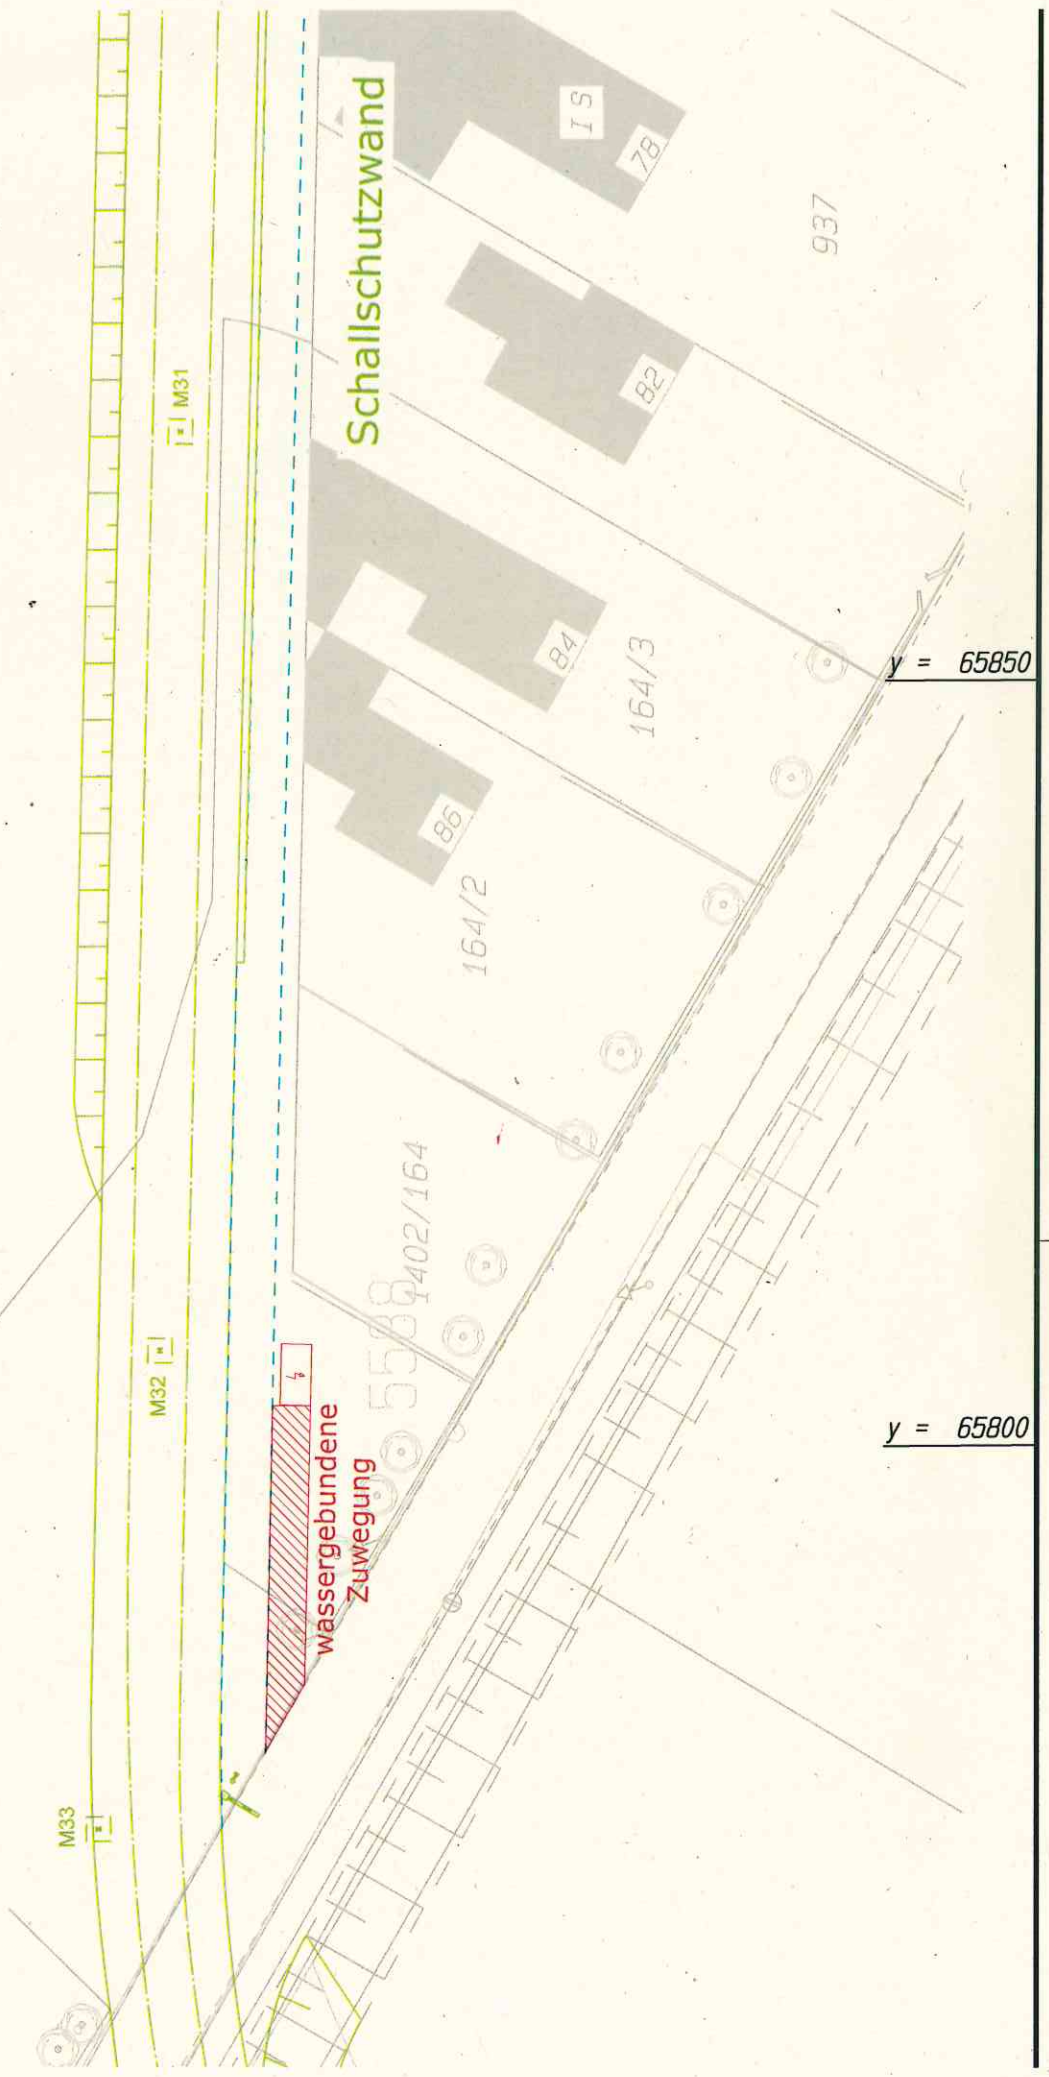 Schallschutzwand
I S
78
937
M31
82
84
164/3
y = 65850
86
164/2
1402/164
5588
M32
wassergebundene
Zuwegung
y = 65800
M33